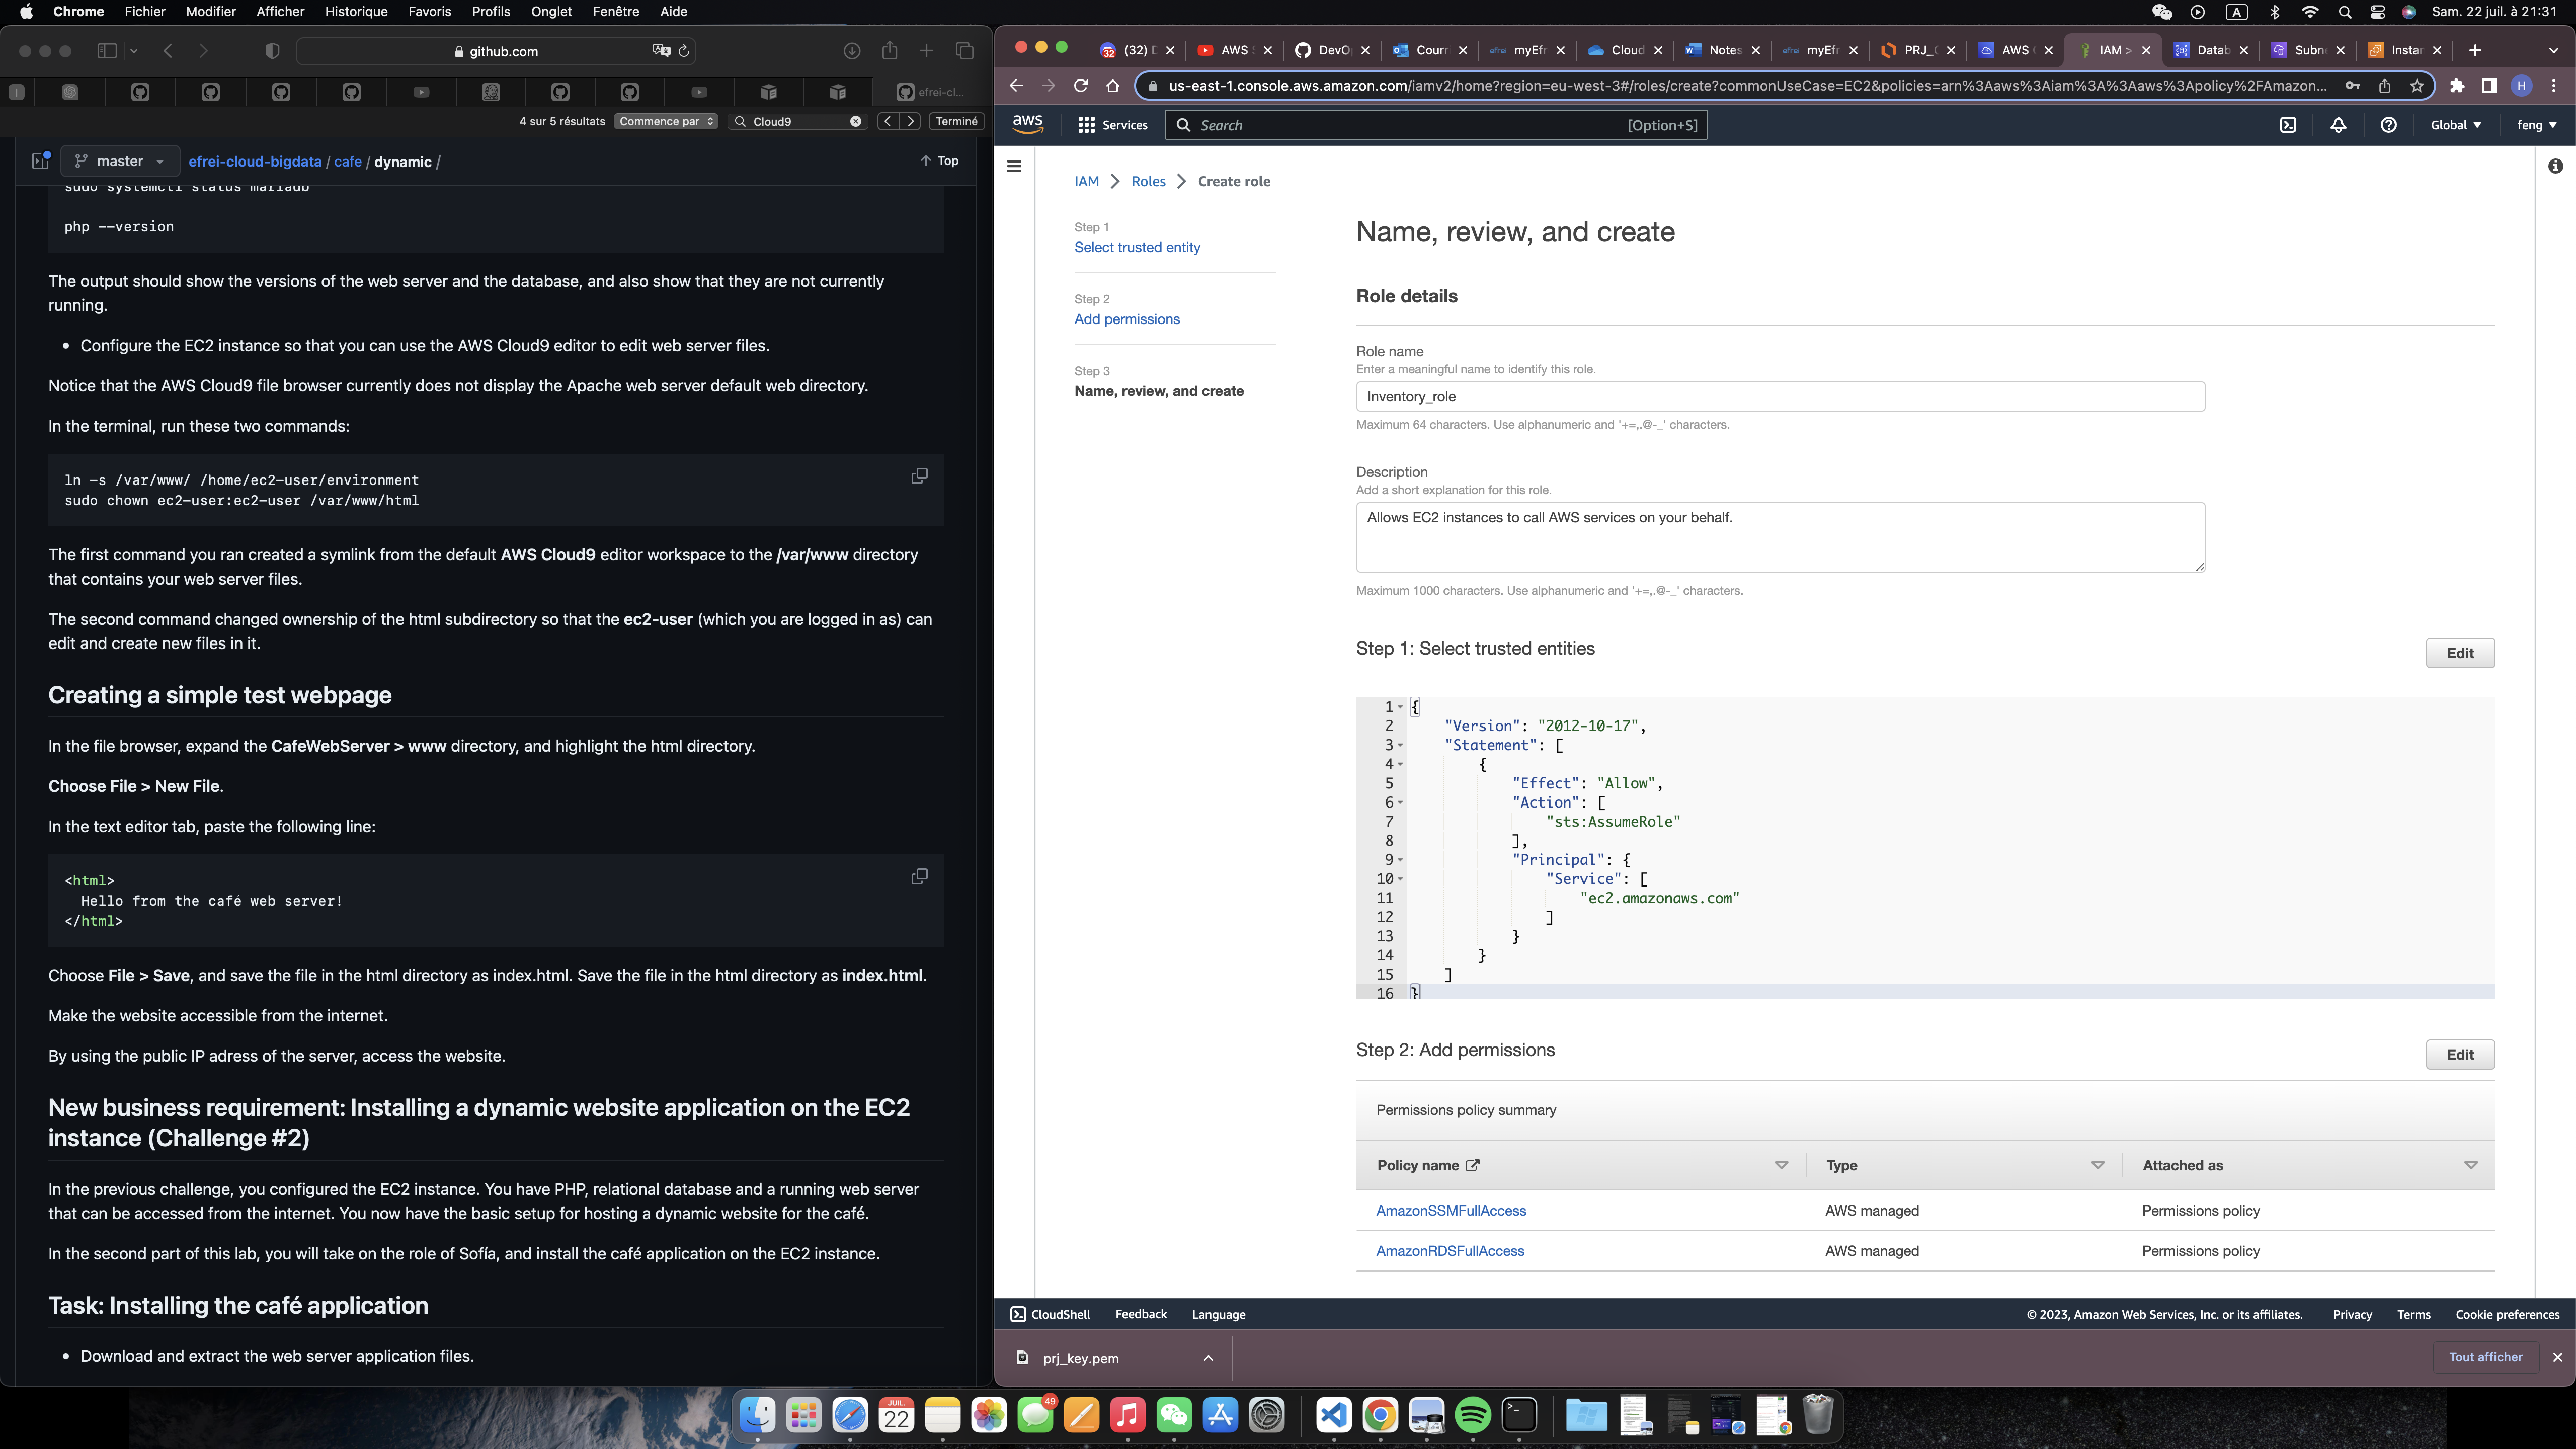 Chrome Fichier Modifier Afficher Historique Favoris Profils Onglet Fenêtre Aide
A Sam. 22 juil. à 21:31
github.com
efrei-cl...
4 sur 5 résultats Commence par Cloud9 Terminé
master efrei-cloud-bigdata / cafe / dynamic / Top
sudo systemctl status mariadb
php --version
The output should show the versions of the web server and the database, and also show that they are not currently
running.
• Configure the EC2 instance so that you can use the AWS Cloud9 editor to edit web server files.
Notice that the AWS Cloud9 file browser currently does not display the Apache web server default web directory.
In the terminal, run these two commands:
ln -s /var/www/ /home/ec2-user/environment
sudo chown ec2-user:ec2-user /var/www/html
The first command you ran created a symlink from the default AWS Cloud9 editor workspace to the /var/www directory
that contains your web server files.
The second command changed ownership of the html subdirectory so that the ec2-user (which you are logged in as) can
edit and create new files in it.
Creating a simple test webpage
In the file browser, expand the CafeWebServer > www directory, and highlight the html directory.
Choose File > New File.
In the text editor tab, paste the following line:
<html>
Hello from the café web server!
</html>
Choose File > Save, and save the file in the html directory as index.html. Save the file in the html directory as index.html.
Make the website accessible from the internet.
By using the public IP adress of the server, access the website.
New business requirement: Installing a dynamic website application on the EC2
instance (Challenge #2)
In the previous challenge, you configured the EC2 instance. You have PHP, relational database and a running web server
that can be accessed from the internet. You now have the basic setup for hosting a dynamic website for the café.
In the second part of this lab, you will take on the role of Sofía, and install the café application on the EC2 instance.
Task: Installing the café application
• Download and extract the web server application files.
32 (32) D AWS S DevO Courr efrei myEfr Cloud Notes efrei myEfr PRJ_C AWS IAM > Datab Subn Instar
us-east-1.console.aws.amazon.com/iamv2/home?region=eu-west-3#/roles/create?commonUseCase=EC2&policies=arn%3Aaws%3Aiam%3A%3Aaws%3Apolicy%2FAmazon... H
aws Services Search [Option+S] Global feng
IAM > Roles > Create role
Step 1
Select trusted entity
Step 2
Add permissions
Step 3
Name, review, and create
Name, review, and create
Role details
Role name
Enter a meaningful name to identify this role.
Inventory_role
Maximum 64 characters. Use alphanumeric and '+=,.@-_' characters.
Description
Add a short explanation for this role.
Allows EC2 instances to call AWS services on your behalf.
Maximum 1000 characters. Use alphanumeric and '+=,.@-_' characters.
Step 1: Select trusted entities Edit
1 {
2 "Version": "2012-10-17",
3 "Statement": [
4 {
5 "Effect": "Allow",
6 "Action": [
7 "sts:AssumeRole"
8 ],
9 "Principal": {
10 "Service": [
11 "ec2.amazonaws.com"
12 ]
13 }
14 }
15 ]
16 }
Step 2: Add permissions Edit
Permissions policy summary
Policy name Type Attached as
AmazonSSMFullAccess AWS managed Permissions policy
AmazonRDSFullAccess AWS managed Permissions policy
CloudShell Feedback Language © 2023, Amazon Web Services, Inc. or its affiliates. Privacy Terms Cookie preferences
prj_key.pem Tout afficher
JUIL.
22
49